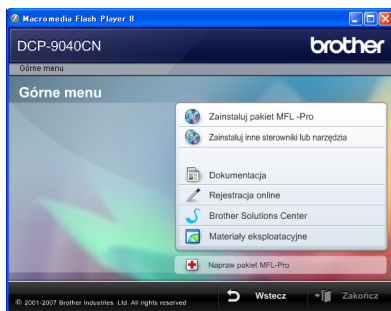 Macromedia Flash Player 8
DCP-9040CN
brother
Górne menu
Górne menu
Zainstaluj pakiet MFL -Pro
Zainstaluj inne sterowniki lub narzędzia
Dokumentacja
Rejestracja online
Brother Solutions Center
Materiały eksploatacyjne
Napraw pakiet MFL-Pro
© 2001-2007 Brother Industries Ltd. All rights reserved
Wstecz
Zakończ